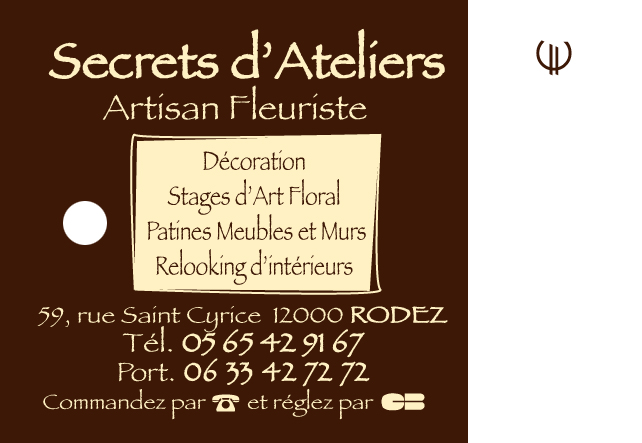 Secrets d'Ateliers
Artisan Fleuriste
Décoration
Stages d'Art Floral
Patines Meubles et Murs
Relooking d'intérieurs
59, rue Saint Cyrice 12000 RODEZ
Tél. 05 65 42 91 67
Port. 06 33 42 72 72
Commandez par ☎ et réglez par CB